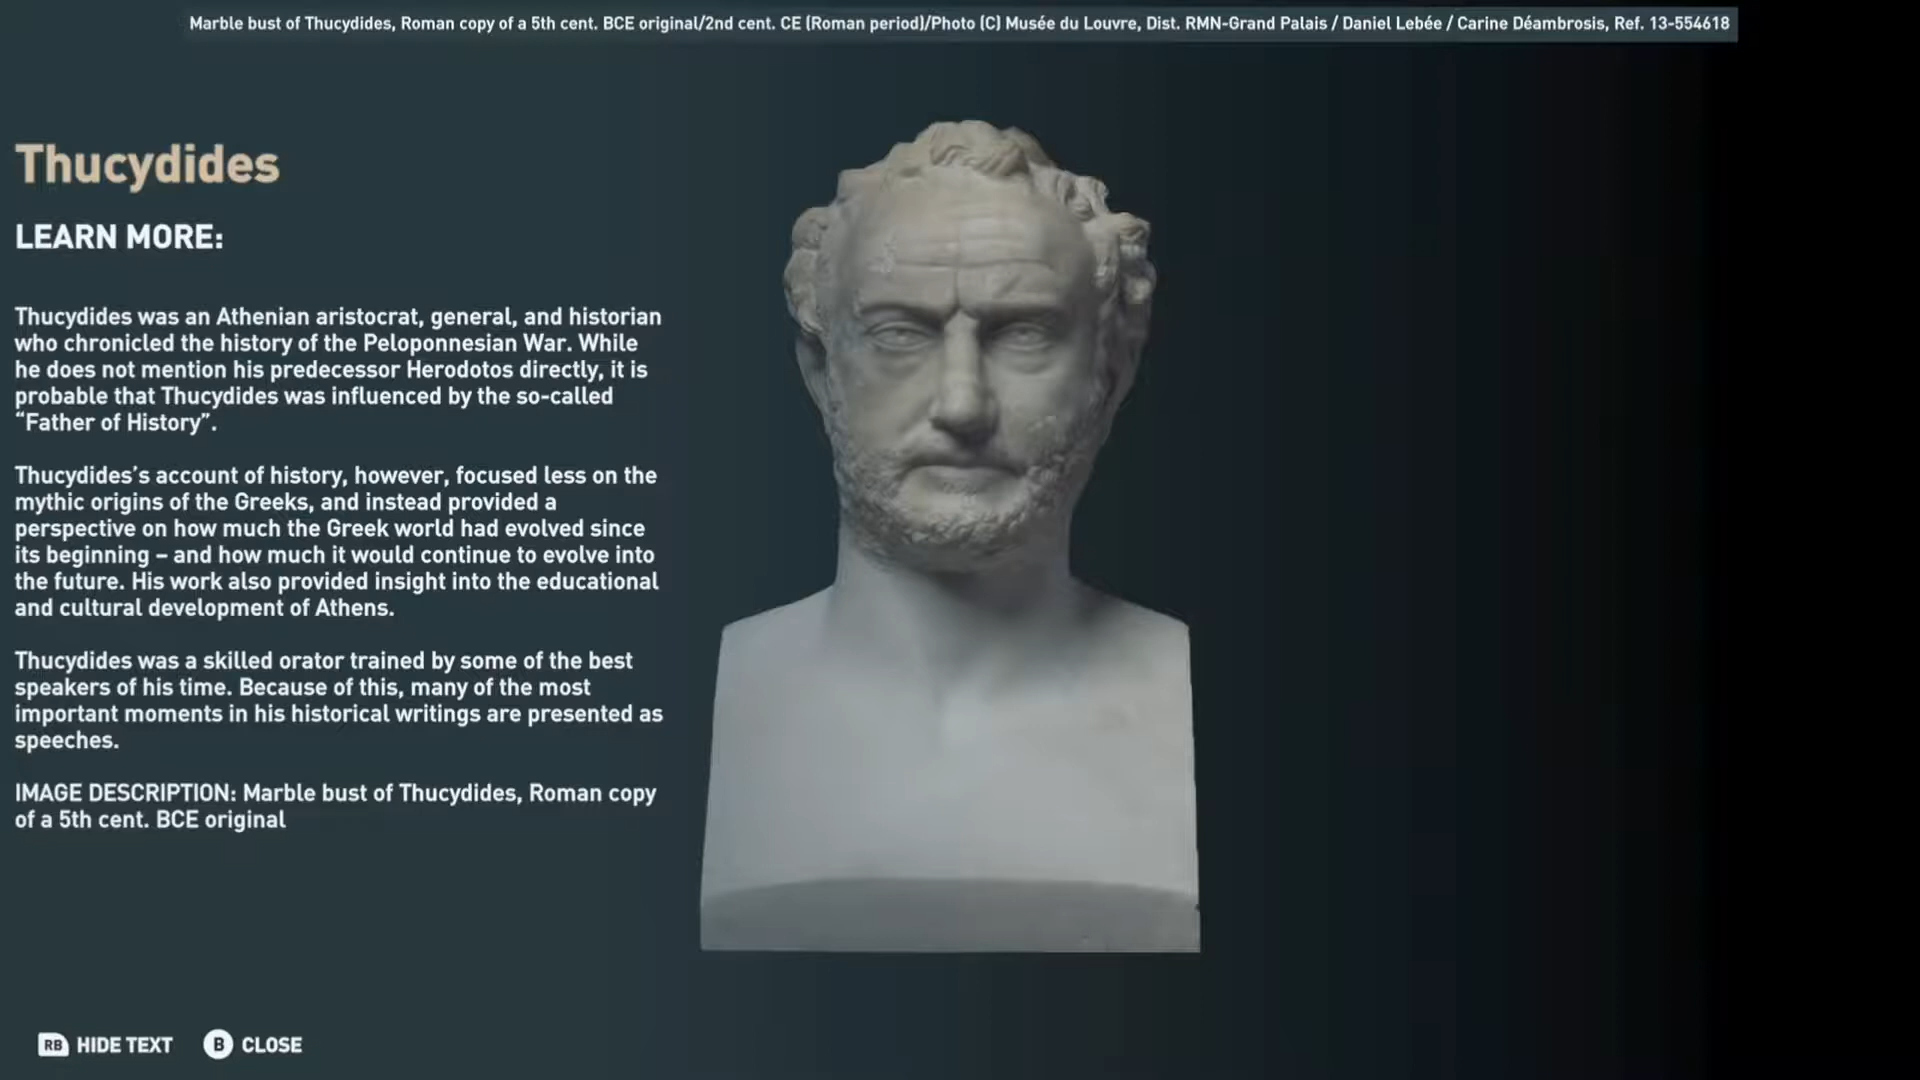 Marble bust of Thucydides, Roman copy of a 5th cent. BCE original/2nd cent. CE (Roman period)/Photo (C) Musée du Louvre, Dist. RMN-Grand Palais / Daniel Lebée / Carine Déambrosis, Ref. 13-554618
Thucydides
LEARN MORE:
Thucydides was an Athenian aristocrat, general, and historian
who chronicled the history of the Peloponnesian War. While
he does not mention his predecessor Herodotos directly, it is
probable that Thucydides was influenced by the so-called
“Father of History”.
Thucydides’s account of history, however, focused less on the
mythic origins of the Greeks, and instead provided a
perspective on how much the Greek world had evolved since
its beginning – and how much it would continue to evolve into
the future. His work also provided insight into the educational
and cultural development of Athens.
Thucydides was a skilled orator trained by some of the best
speakers of his time. Because of this, many of the most
important moments in his historical writings are presented as
speeches.
IMAGE DESCRIPTION: Marble bust of Thucydides, Roman copy
of a 5th cent. BCE original
RB HIDE TEXT B CLOSE